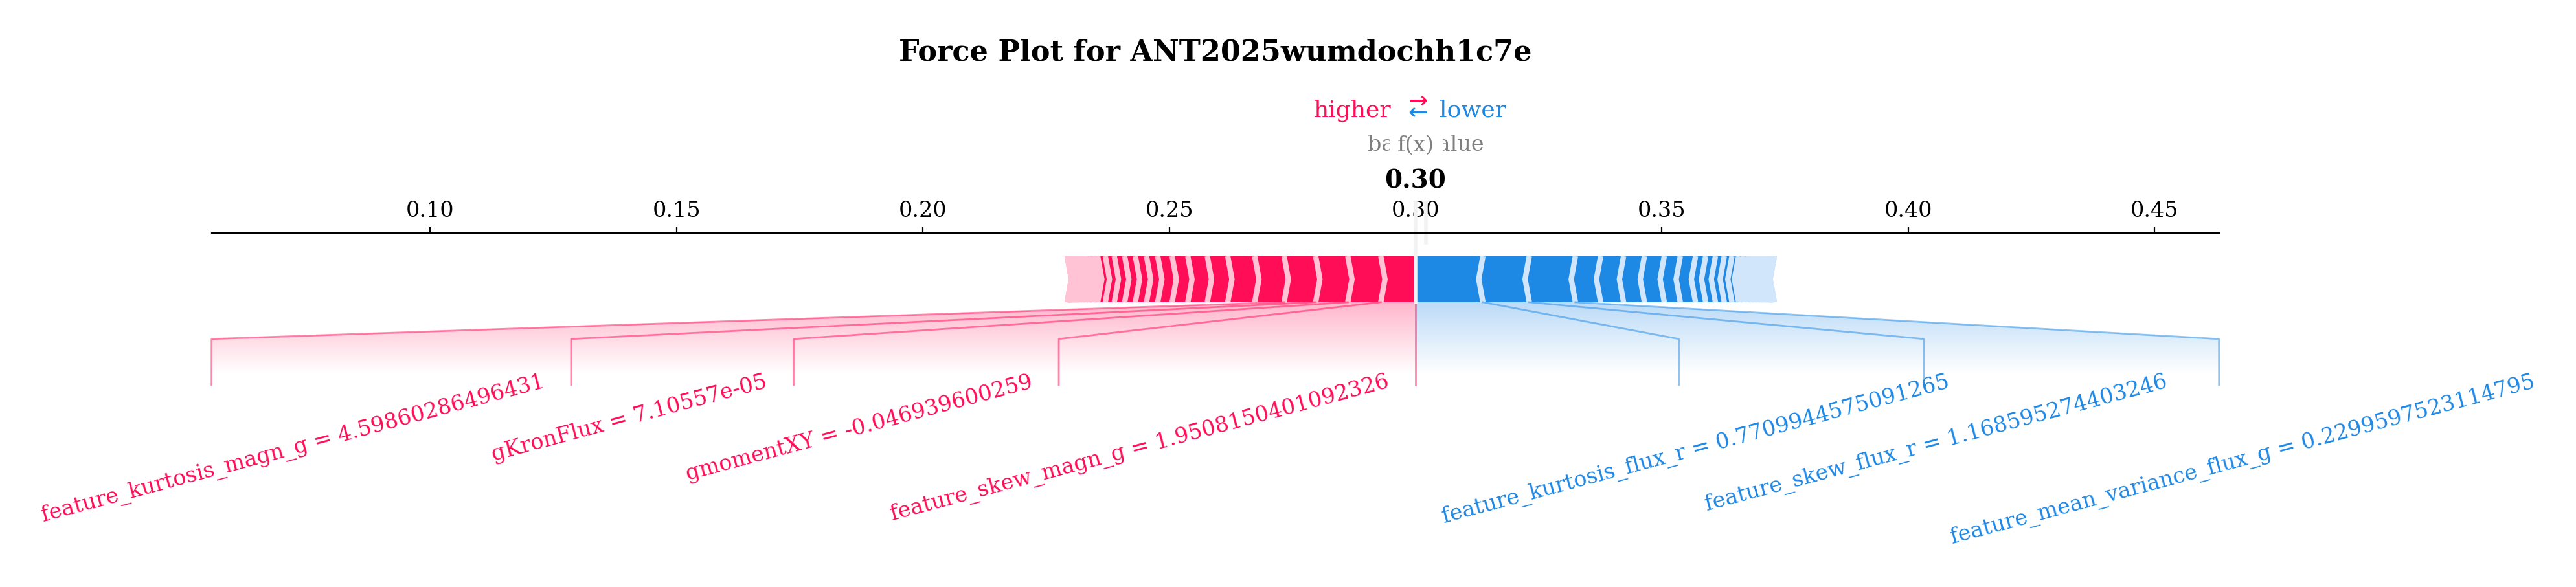 Force Plot for ANT2025wumdochh1c7e
higher ⇄ lower
ba f(x) alue
0.30
0.10 0.15 0.20 0.25 0.30 0.35 0.40 0.45
feature_kurtosis_magn_g = 4.59860286496431
gKronFlux = 7.10557e-05
gmomentXY = -0.046939600259
feature_skew_magn_g = 1.9508150401092326
feature_kurtosis_flux_r = 0.7709944575091265
feature_skew_flux_r = 1.168595274403246
feature_mean_variance_flux_g = 0.2299597523114795